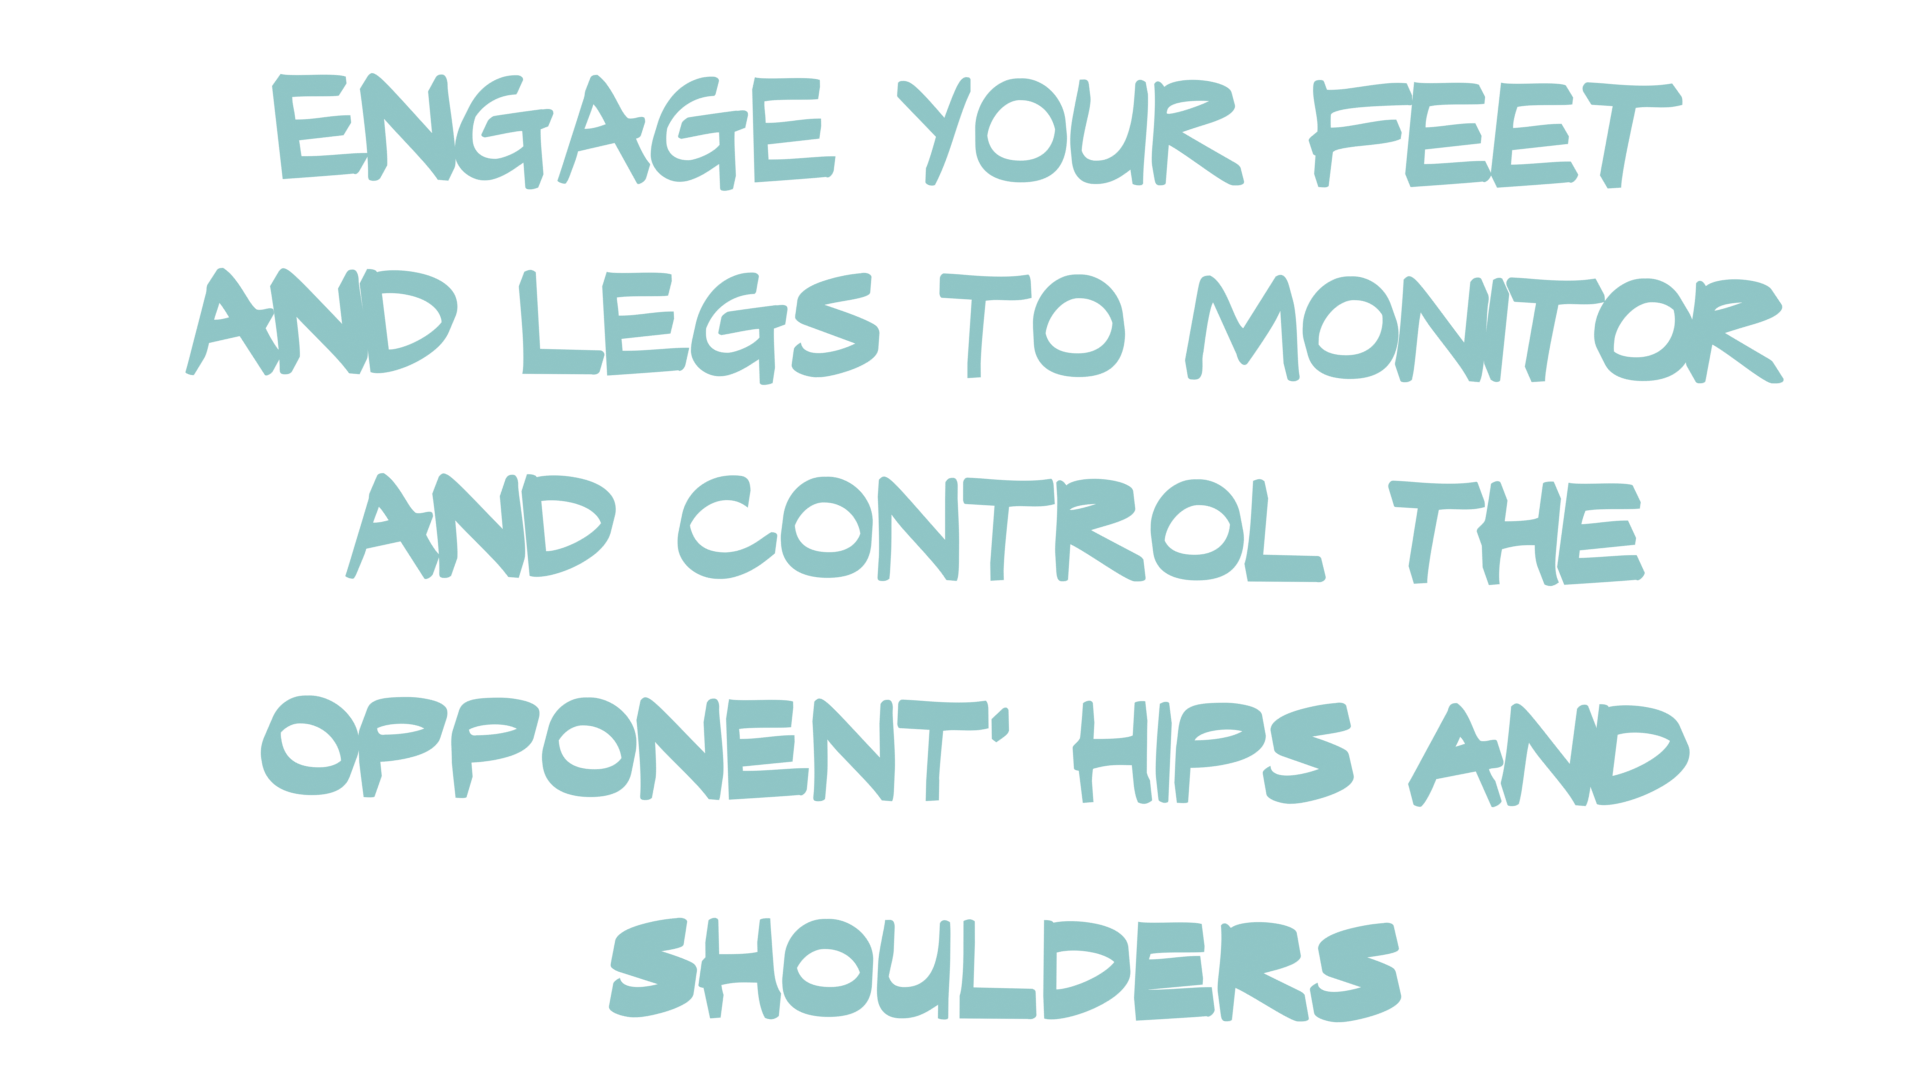 ENGAGE YOUR FEET
AND LEGS TO MONITOR
AND CONTROL THE
OPPONENT' HIPS AND
SHOULDERS